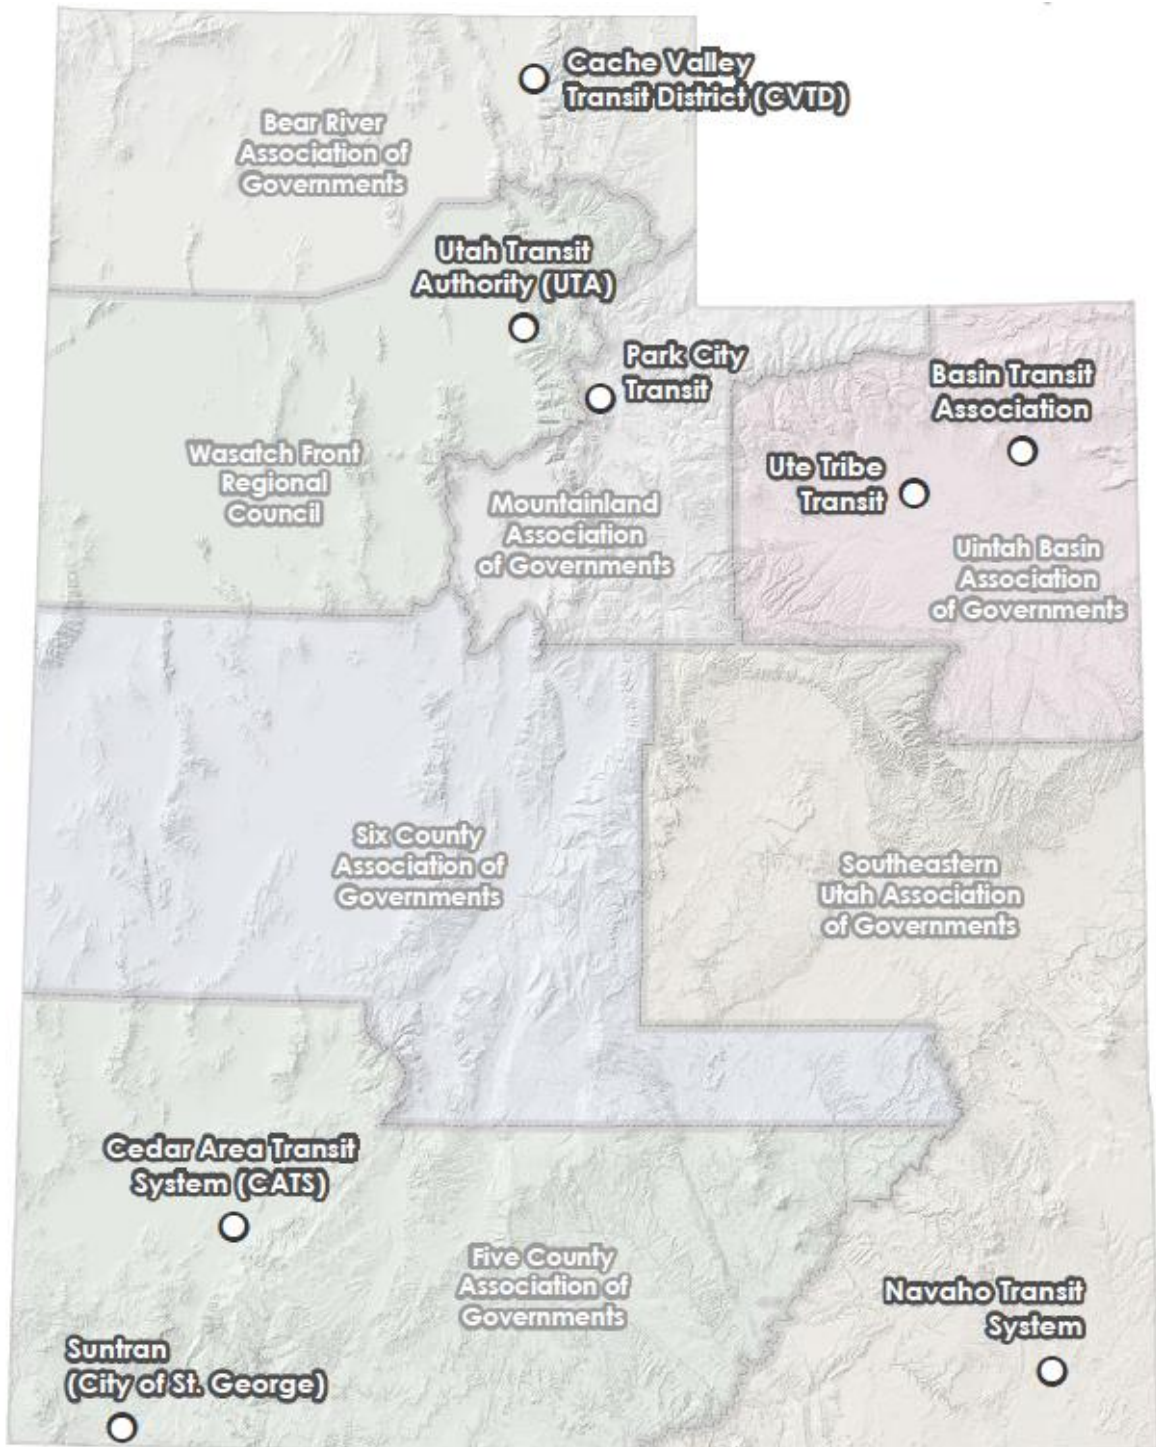 Cache Valley
Transit District (CVTD)
Bear River
Association of
Governments
Utah Transit
Authority (UTA)
Park City
Transit
Basin Transit
Association
Ute Tribe
Transit
Wasatch Front
Regional
Council
Mountainland
Association
of Governments
Uintah Basin
Association
of Governments
Six County
Association of
Governments
Southeastern
Utah Association
of Governments
Cedar Area Transit
System (CATS)
Five County
Association of
Governments
Navaho Transit
System
Suntran
(City of St. George)